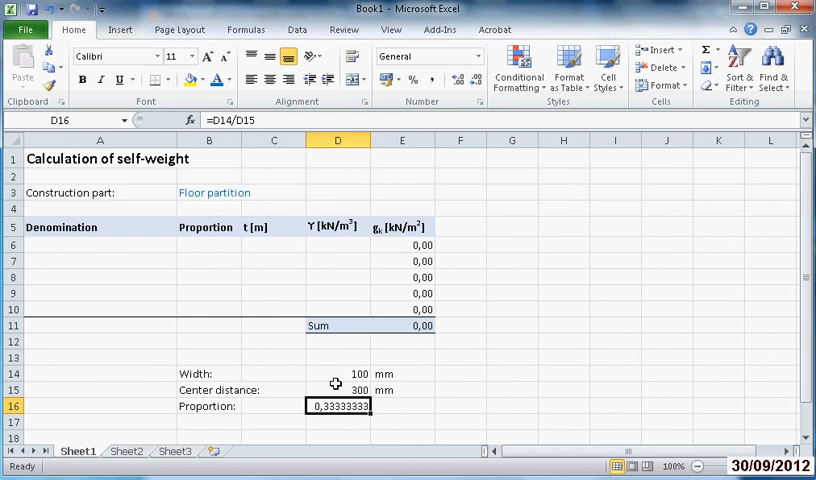 Book1 - Microsoft Excel
File Home Insert Page Layout Formulas Data Review View Add-Ins Acrobat
Paste
Calibri 11
General
Conditional Formatting
Format as Table
Cell Styles
Insert
Delete
Format
Sort & Filter
Find & Select
Clipboard Font Alignment Number Styles Cells Editing
D16 fx =D14/D15
A B C D E F G H I J K L
1 Calculation of self-weight
2
3 Construction part: Floor partition
4
5 Denomination Proportion t [m] ϒ [kN/m³] gk [kN/m²]
6 0,00
7 0,00
8 0,00
9 0,00
10 0,00
11 Sum 0,00
12
13
14 Width: 100 mm
15 Center distance: 300 mm
16 Proportion: 0,33333333
17
18
Sheet1 Sheet2 Sheet3
Ready 100% 30/09/2012